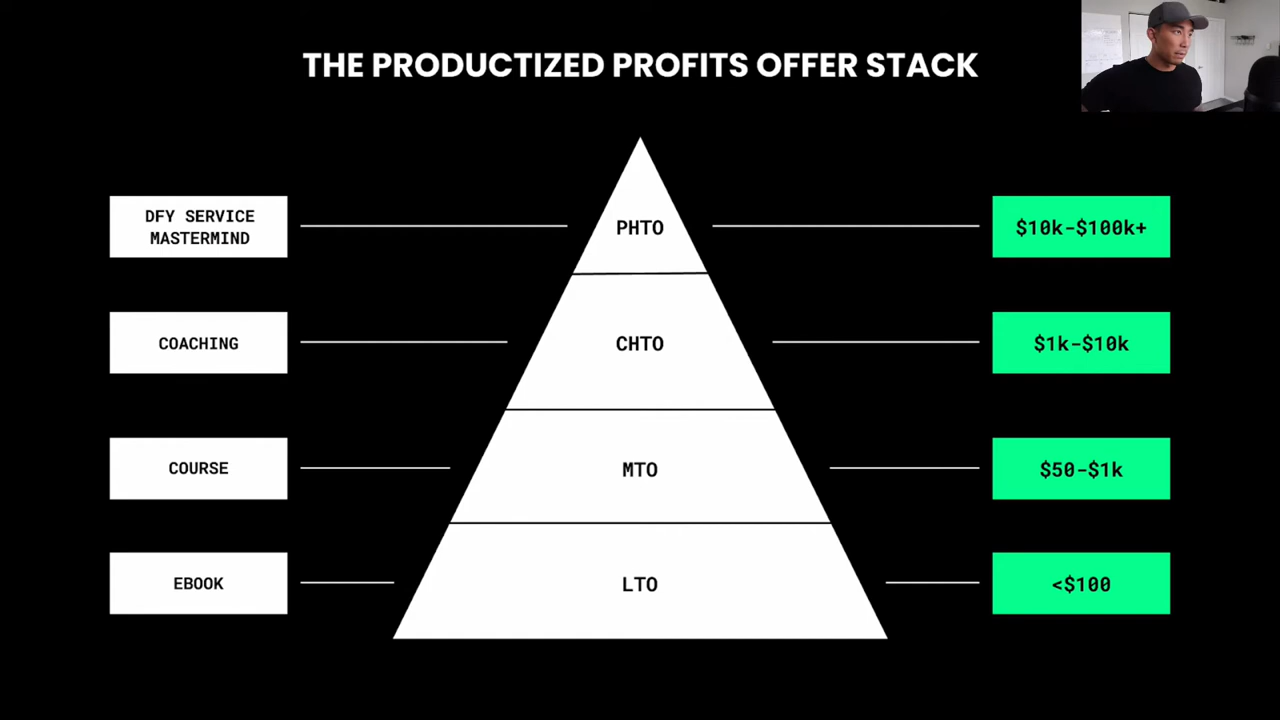 THE PRODUCTIZED PROFITS OFFER STACK
DFY SERVICE
MASTERMIND
PHTO
$10k-$100k+
COACHING
CHTO
$1k-$10k
COURSE
MTO
$50-$1k
EBOOK
LTO
<$100